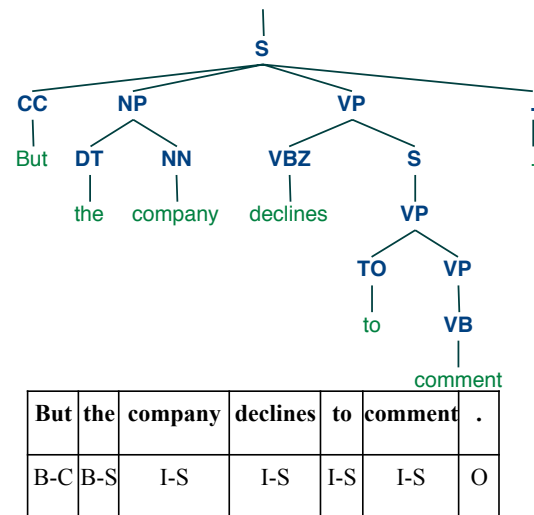 S
CC NP VP .
But DT NN VBZ S .
the company declines VP
TO VP
to VB
comment
But the company declines to comment .
B-C B-S I-S I-S I-S I-S O